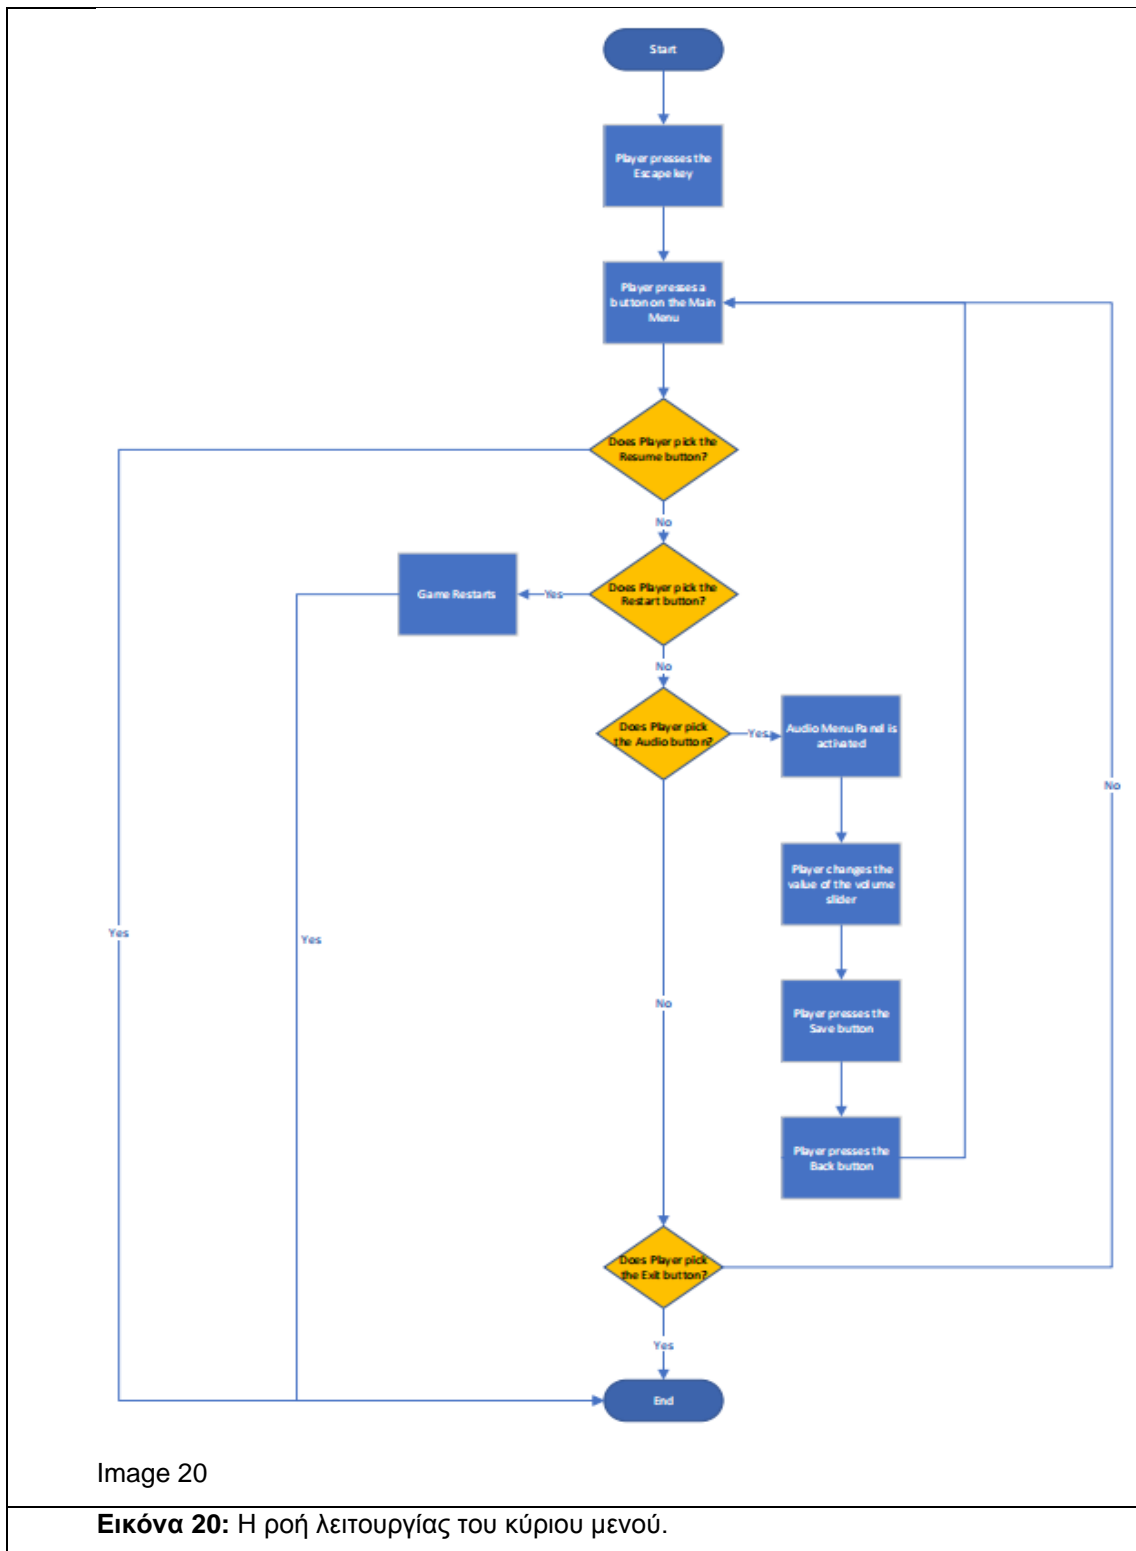 Start
Player presses the
Escape key
Player presses a
button on the Main
Menu
Does Player pick the
Resume button?
No
Game Restarts
Yes
Does Player pick the
Restart button?
No
Does Player pick
the Audio button?
Yes
Audio Menu Panel is
activated
No
Player changes the
value of the volume
slider
Yes
Yes
No
Player presses the
Save button
Player presses the
Back button
Does Player pick
the Exit button?
Yes
End
Image 20
Εικόνα 20: Η ροή λειτουργίας του κύριου μενού.